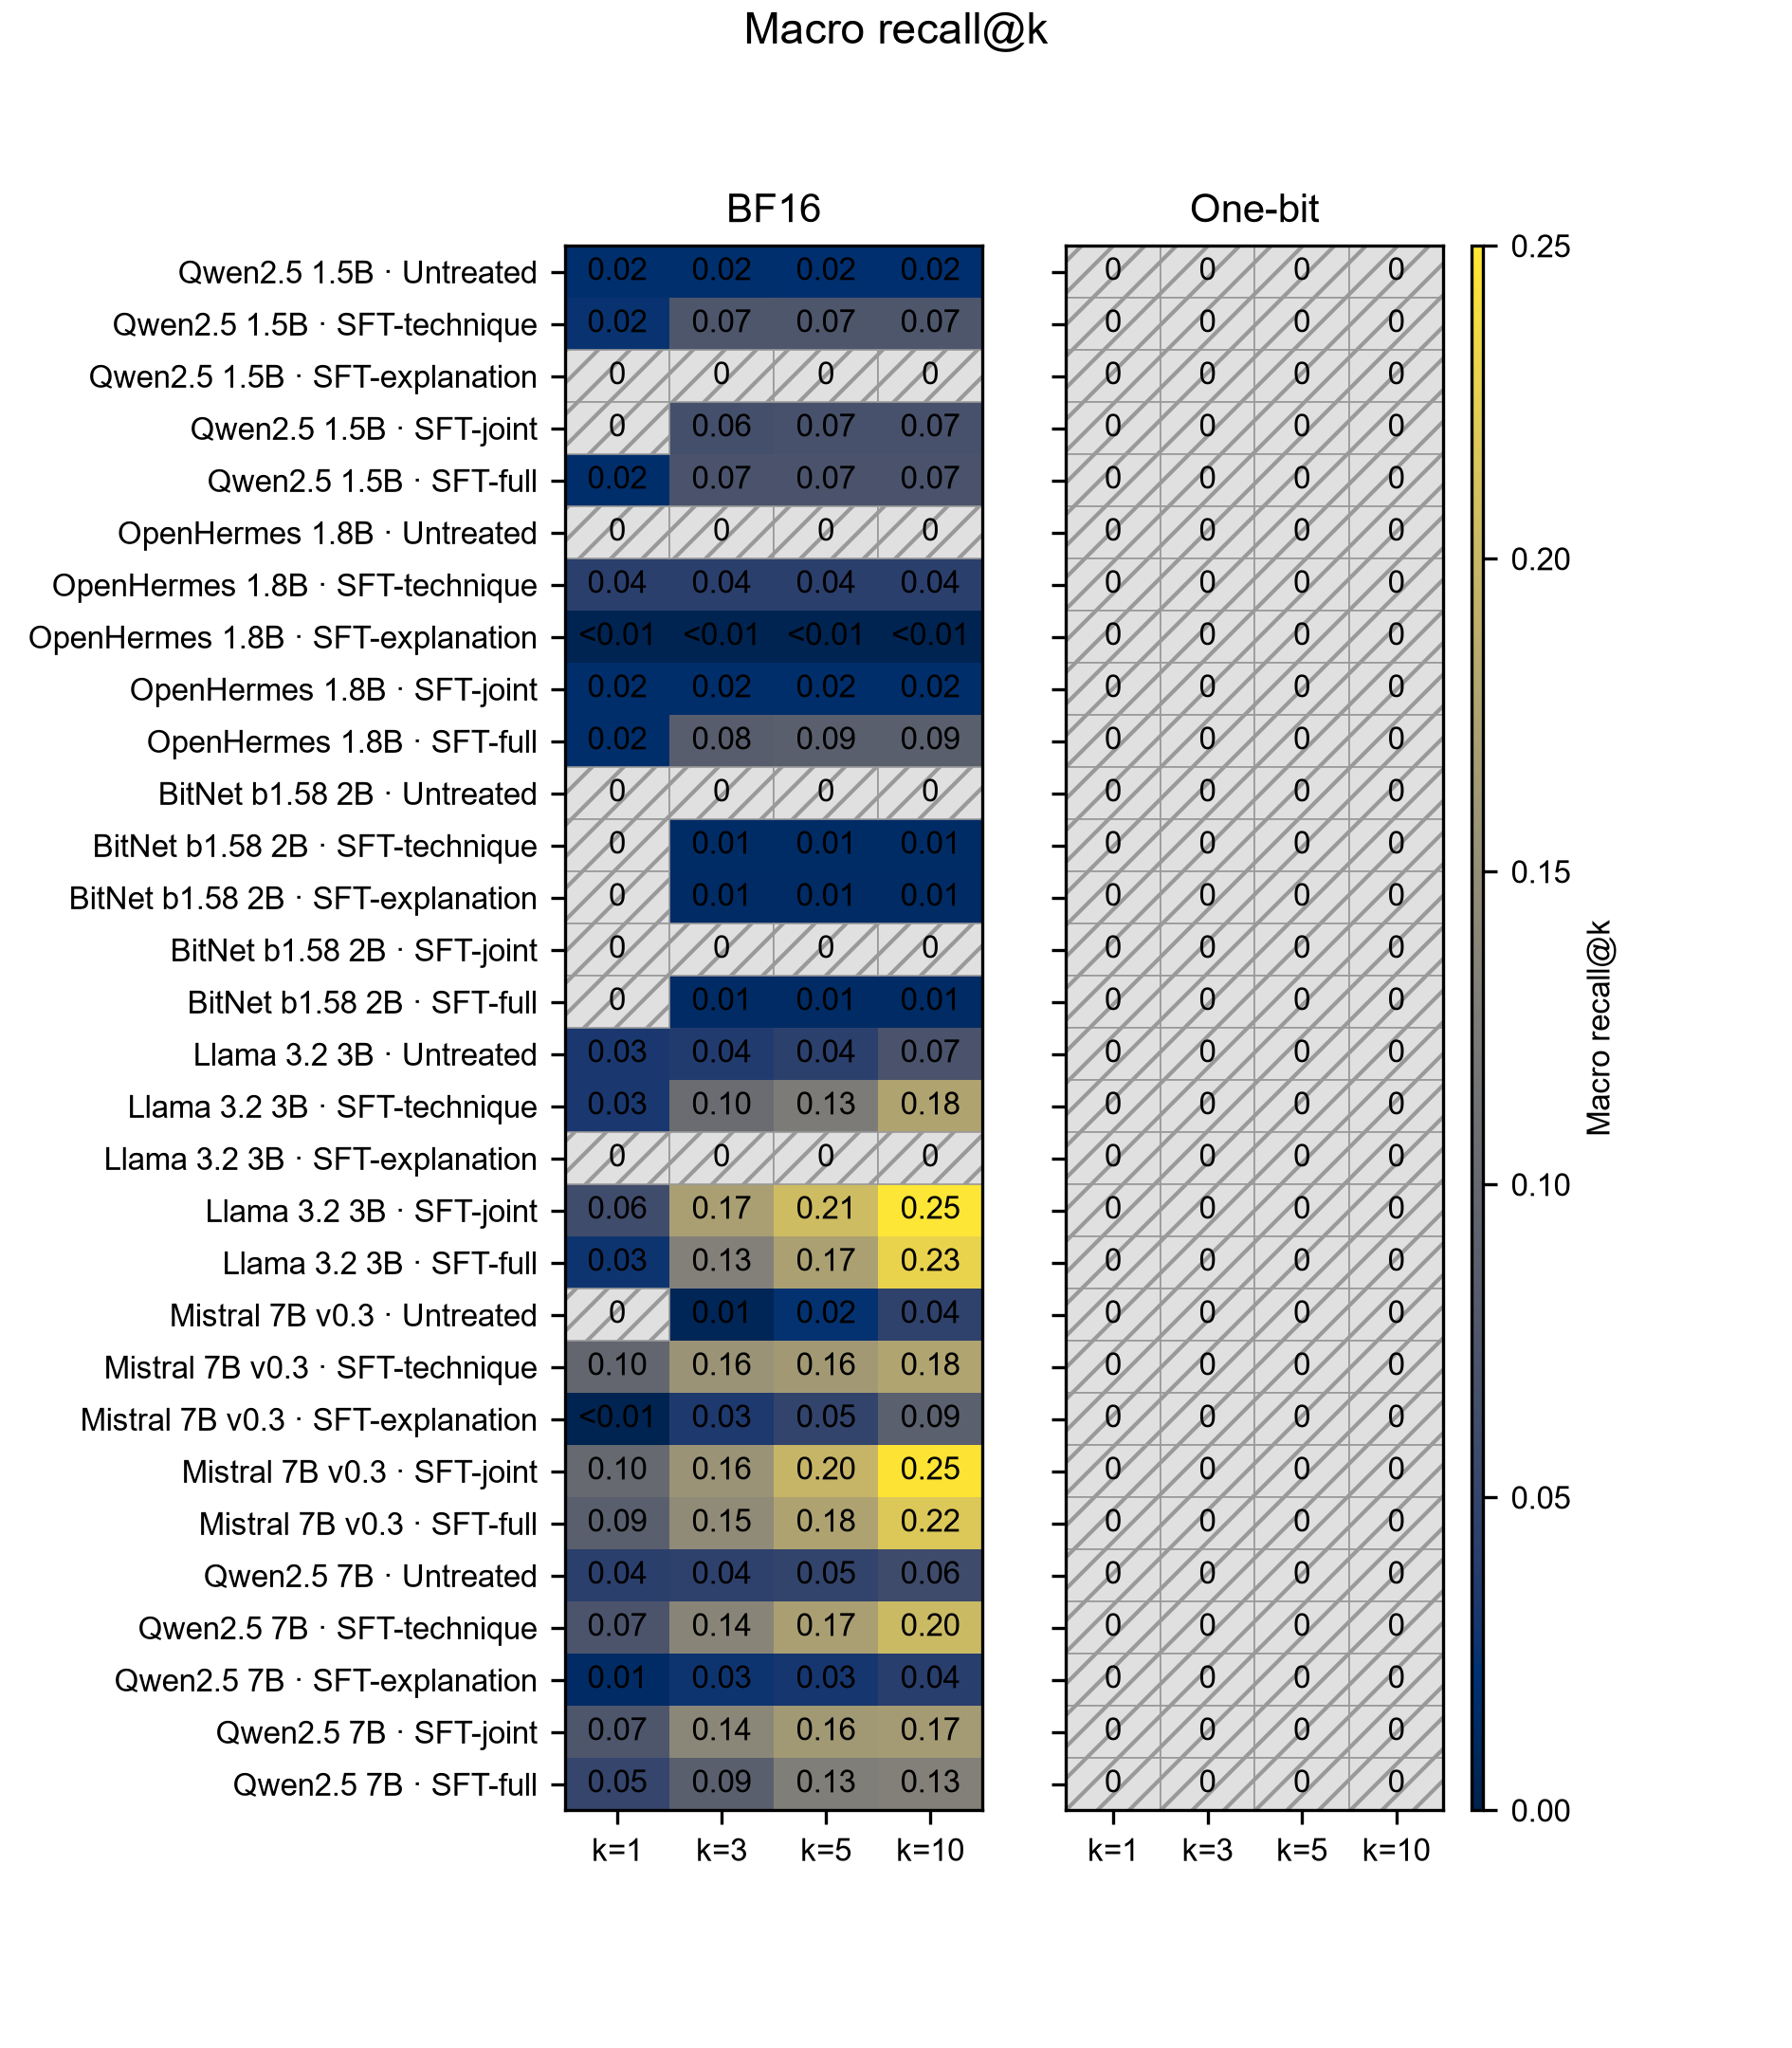 Macro recall@k
BF16 One-bit
Qwen2.5 1.5B · Untreated 0.02 0.02 0.02 0.02 0 0 0 0
Qwen2.5 1.5B · SFT-technique 0.02 0.07 0.07 0.07 0 0 0 0
Qwen2.5 1.5B · SFT-explanation 0 0 0 0 0 0 0 0
Qwen2.5 1.5B · SFT-joint 0 0.06 0.07 0.07 0 0 0 0
Qwen2.5 1.5B · SFT-full 0.02 0.07 0.07 0.07 0 0 0 0
OpenHermes 1.8B · Untreated 0 0 0 0 0 0 0 0
OpenHermes 1.8B · SFT-technique 0.04 0.04 0.04 0.04 0 0 0 0
OpenHermes 1.8B · SFT-explanation <0.01 <0.01 <0.01 <0.01 0 0 0 0
OpenHermes 1.8B · SFT-joint 0.02 0.02 0.02 0.02 0 0 0 0
OpenHermes 1.8B · SFT-full 0.02 0.08 0.09 0.09 0 0 0 0
BitNet b1.58 2B · Untreated 0 0 0 0 0 0 0 0
BitNet b1.58 2B · SFT-technique 0 0.01 0.01 0.01 0 0 0 0
BitNet b1.58 2B · SFT-explanation 0 0.01 0.01 0.01 0 0 0 0
BitNet b1.58 2B · SFT-joint 0 0 0 0 0 0 0 0
BitNet b1.58 2B · SFT-full 0 0.01 0.01 0.01 0 0 0 0
Llama 3.2 3B · Untreated 0.03 0.04 0.04 0.07 0 0 0 0
Llama 3.2 3B · SFT-technique 0.03 0.10 0.13 0.18 0 0 0 0
Llama 3.2 3B · SFT-explanation 0 0 0 0 0 0 0 0
Llama 3.2 3B · SFT-joint 0.06 0.17 0.21 0.25 0 0 0 0
Llama 3.2 3B · SFT-full 0.03 0.13 0.17 0.23 0 0 0 0
Mistral 7B v0.3 · Untreated 0 0.01 0.02 0.04 0 0 0 0
Mistral 7B v0.3 · SFT-technique 0.10 0.16 0.16 0.18 0 0 0 0
Mistral 7B v0.3 · SFT-explanation <0.01 0.03 0.05 0.09 0 0 0 0
Mistral 7B v0.3 · SFT-joint 0.10 0.16 0.20 0.25 0 0 0 0
Mistral 7B v0.3 · SFT-full 0.09 0.15 0.18 0.22 0 0 0 0
Qwen2.5 7B · Untreated 0.04 0.04 0.05 0.06 0 0 0 0
Qwen2.5 7B · SFT-technique 0.07 0.14 0.17 0.20 0 0 0 0
Qwen2.5 7B · SFT-explanation 0.01 0.03 0.03 0.04 0 0 0 0
Qwen2.5 7B · SFT-joint 0.07 0.14 0.16 0.17 0 0 0 0
Qwen2.5 7B · SFT-full 0.05 0.09 0.13 0.13 0 0 0 0
k=1 k=3 k=5 k=10 k=1 k=3 k=5 k=10
0.25
0.20
0.15
0.10
0.05
0.00
Macro recall@k